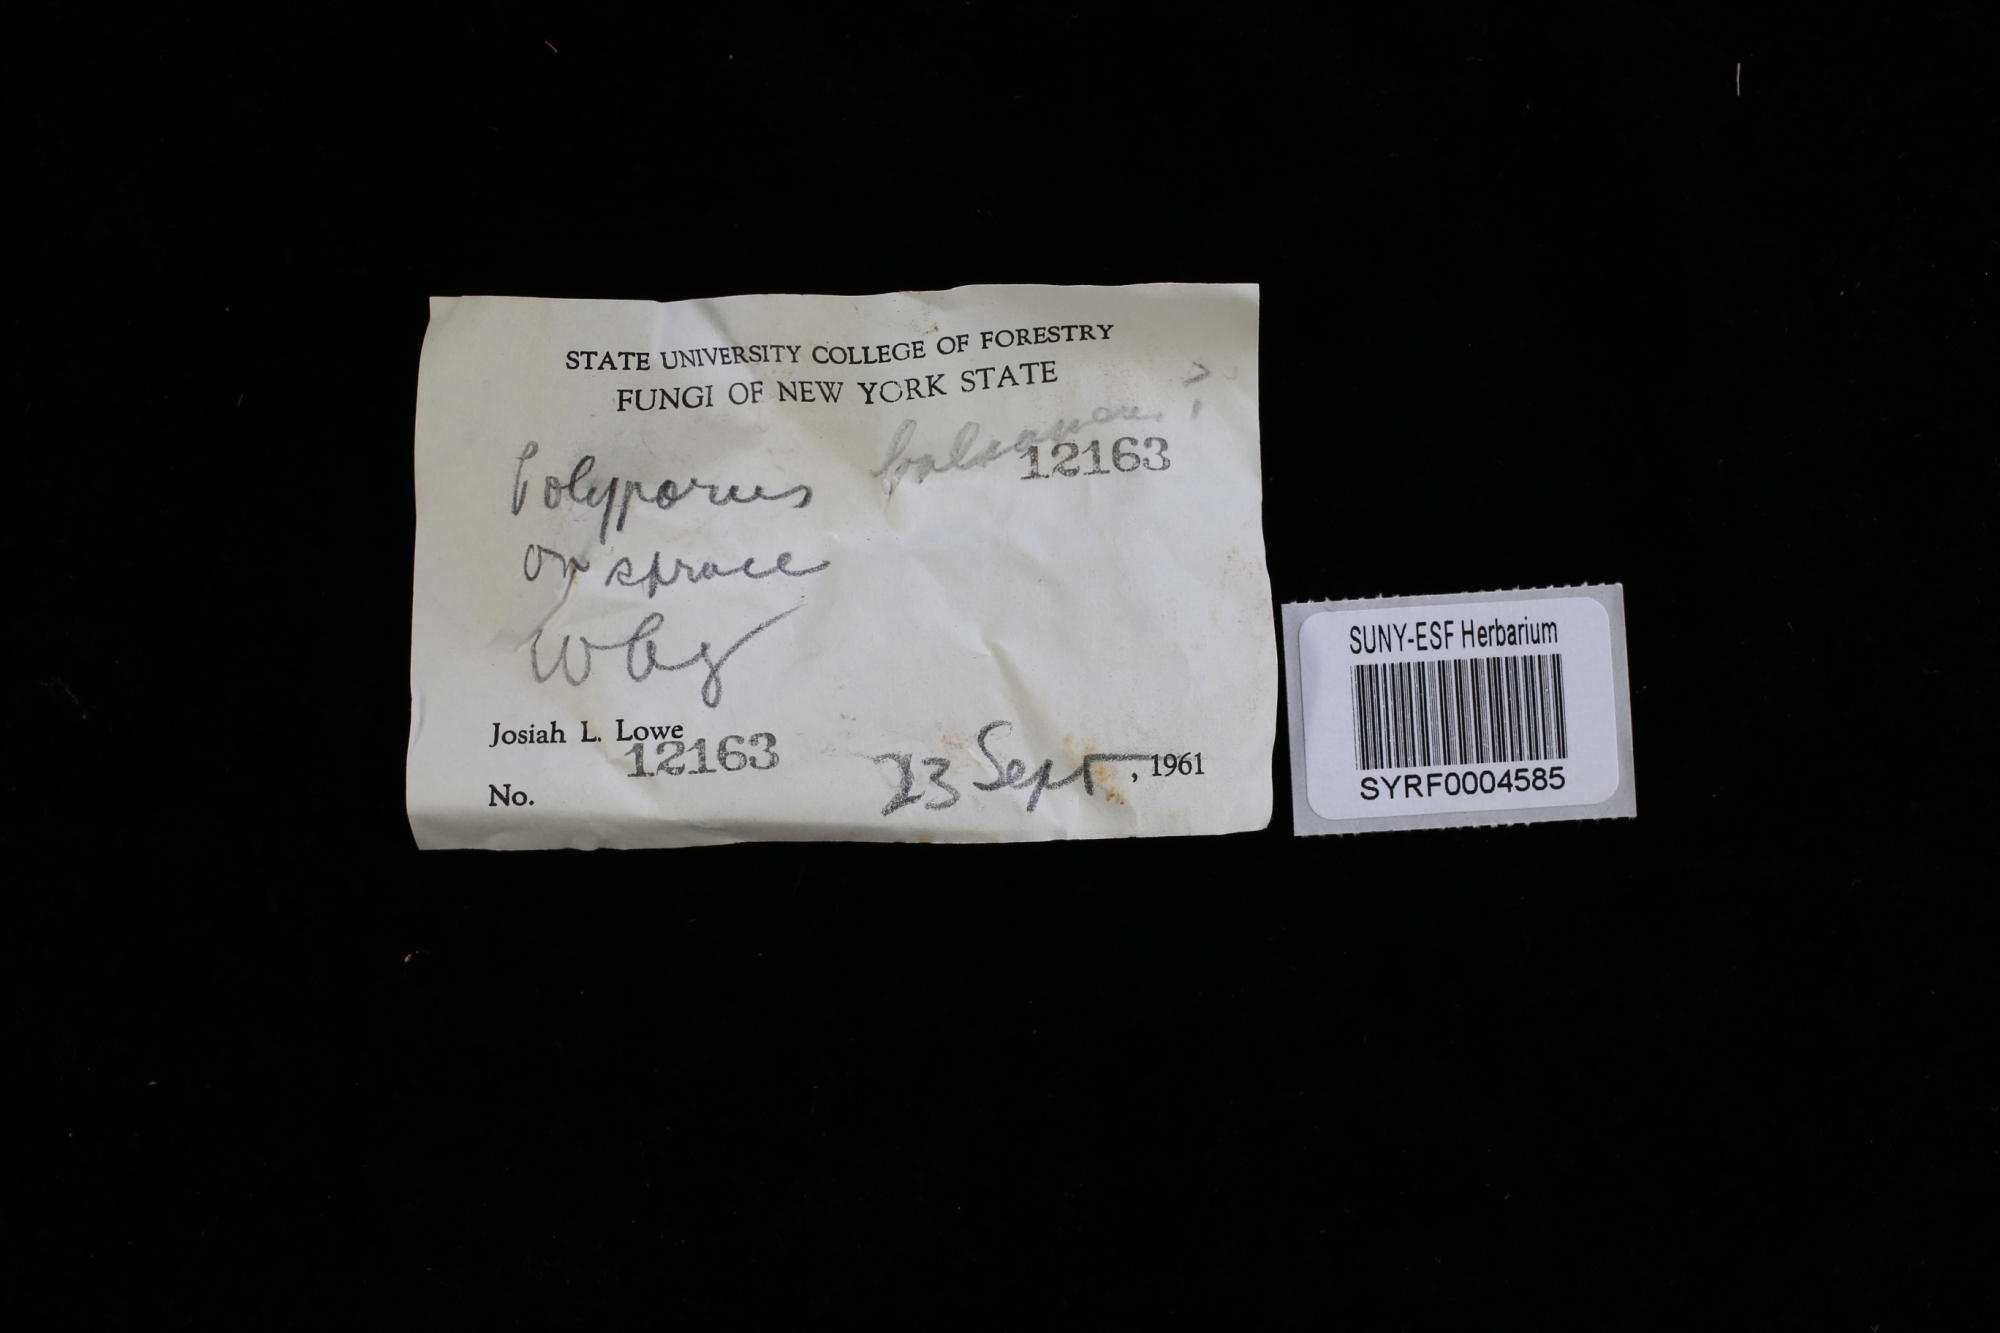 STATE UNIVERSITY COLLEGE OF FORESTRY
FUNGI OF NEW YORK STATE
Polyporus ?
12163
on spruce
Wbg
Josiah L. Lowe
12163
No.
23 Sept, 1961
SUNY-ESF Herbarium
SYRF0004585